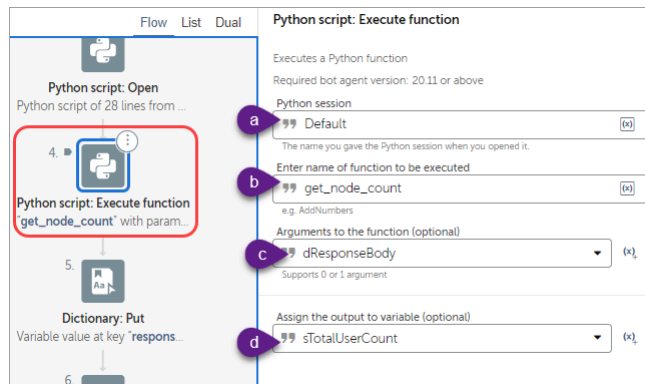 Flow List Dual
Python script: Open
Python script of 28 lines from ...
4.
Python script: Execute function
"get_node_count" with param...
5.
Dictionary: Put
Variable value at key "respons...
6.
Python script: Execute function
Executes a Python function
Required bot agent version: 20.11 or above
Python session
a
" Default
(x)
The name you gave the Python session when you opened it.
Enter name of function to be executed
b
" get_node_count
(x)
e.g. AddNumbers
Arguments to the function (optional)
c
" dResponseBody
(x)+
Supports 0 or 1 argument
Assign the output to variable (optional)
d
" sTotalUserCount
(x)+